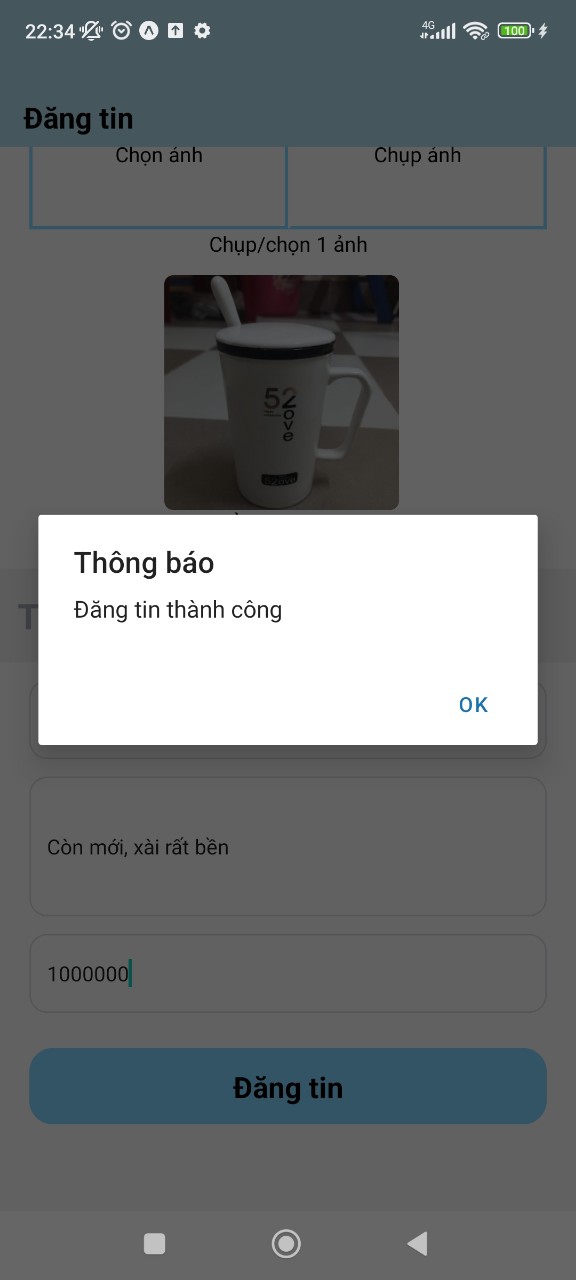 22:34
4G
100
Đăng tin
Chọn ảnh
Chụp ảnh
Chụp/chọn 1 ảnh
52
o
v
e
Thông báo
Đăng tin thành công
T
OK
Còn mới, xài rất bền
1000000
Đăng tin